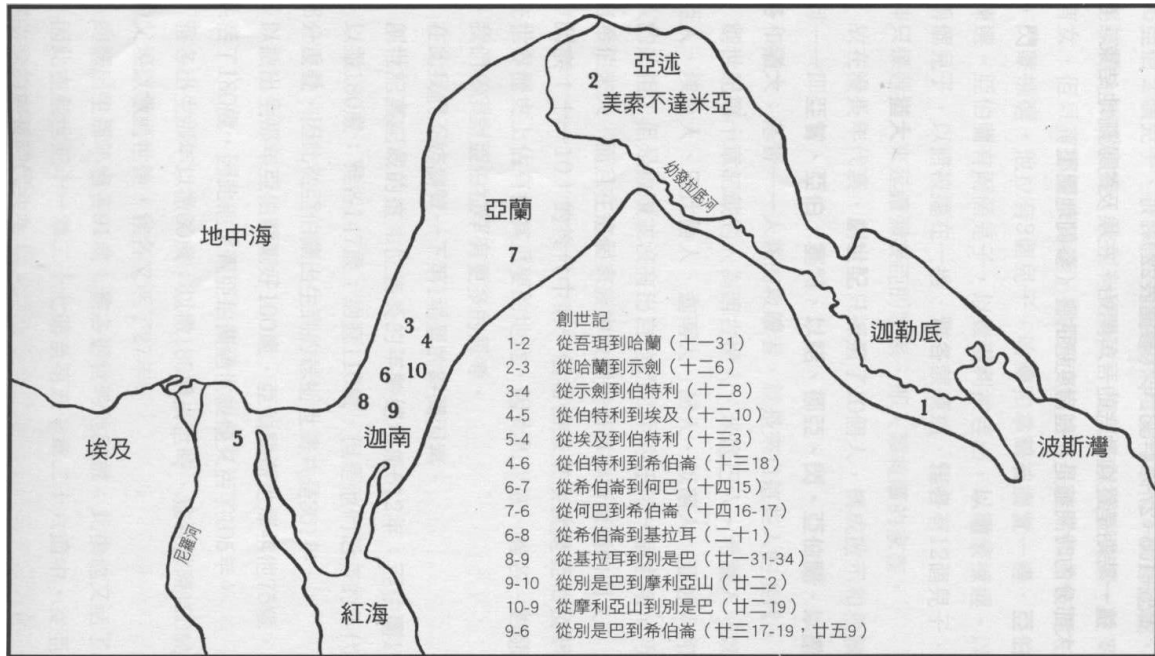 亞述
2
美索不達米亞
幼發拉底河
亞蘭
7
地中海
3
4
6 10
8 9
迦南
迦勒底
1
波斯灣
埃及
5
尼羅河
紅海
創世記
1-2 從吾珥到哈蘭（十一31）
2-3 從哈蘭到示劍（十二6）
3-4 從示劍到伯特利（十二8）
4-5 從伯特利到埃及（十二10）
5-4 從埃及到伯特利（十三3）
4-6 從伯特利到希伯崙（十三18）
6-7 從希伯崙到何巴（十四15）
7-6 從何巴到希伯崙（十四16-17）
6-8 從希伯崙到基拉耳（二十1）
8-9 從基拉耳到別是巴（廿一31-34）
9-10 從別是巴到摩利亞山（廿二2）
10-9 從摩利亞山到別是巴（廿二19）
9-6 從別是巴到希伯崙（廿三17-19，廿五9）